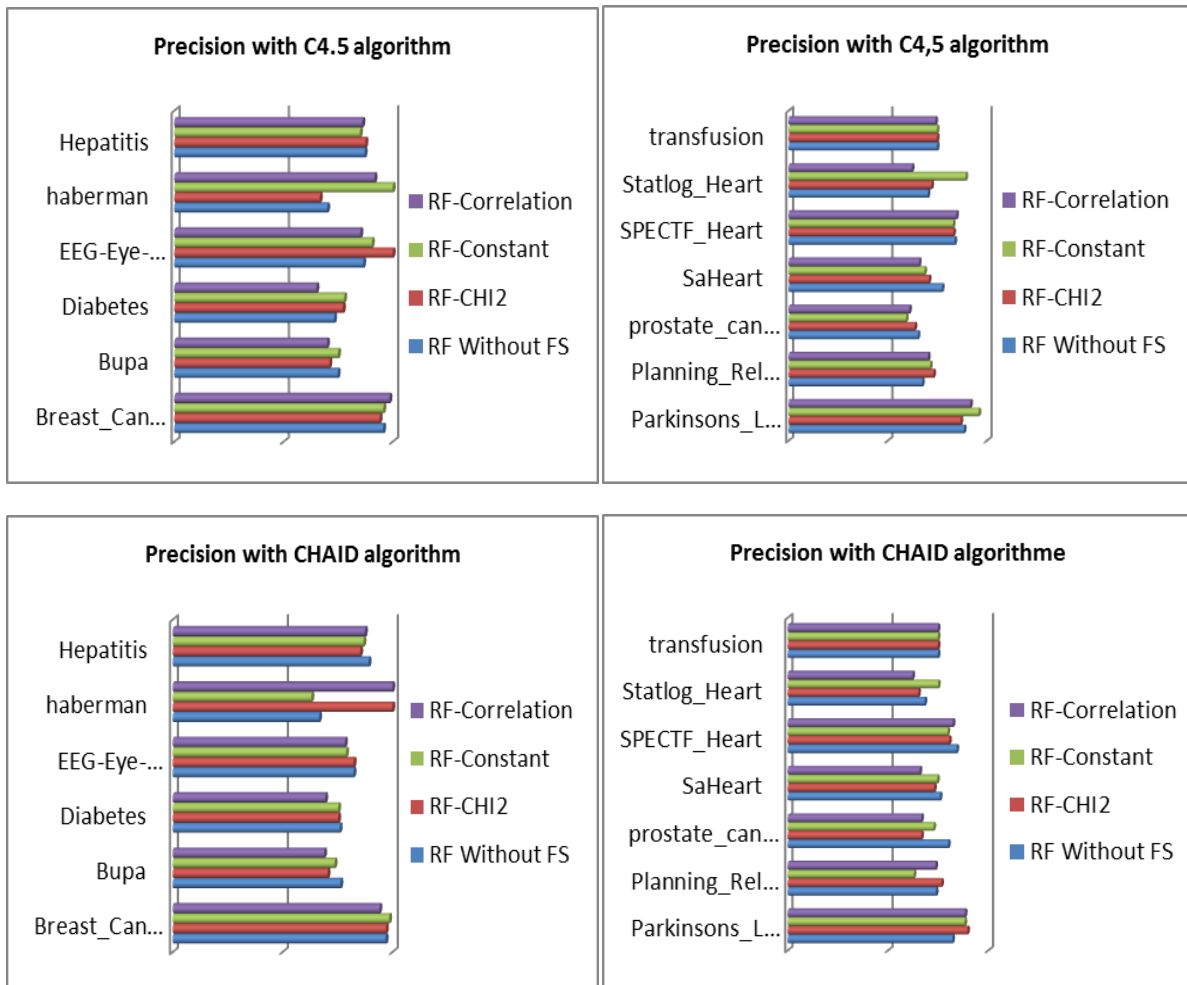 Precision with C4.5 algorithm
Hepatitis
haberman
EEG-Eye-...
Diabetes
Bupa
Breast_Can...
RF-Correlation
RF-Constant
RF-CHI2
RF Without FS
Precision with C4,5 algorithm
transfusion
Statlog_Heart
SPECTF_Heart
SaHeart
prostate_can...
Planning_Rel...
Parkinsons_L...
RF-Correlation
RF-Constant
RF-CHI2
RF Without FS
Precision with CHAID algorithm
Hepatitis
haberman
EEG-Eye-...
Diabetes
Bupa
Breast_Can...
RF-Correlation
RF-Constant
RF-CHI2
RF Without FS
Precision with CHAID algorithme
transfusion
Statlog_Heart
SPECTF_Heart
SaHeart
prostate_can...
Planning_Rel...
Parkinsons_L...
RF-Correlation
RF-Constant
RF-CHI2
RF Without FS